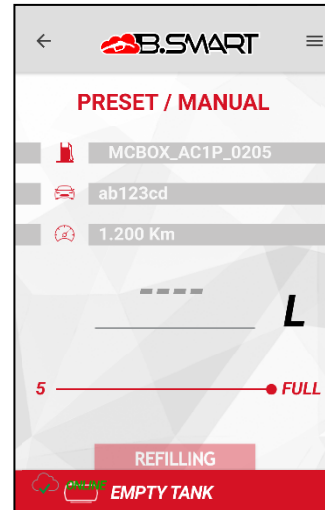 B.SMART
PRESET / MANUAL
MCBOX_AC1P_0205
ab123cd
1.200 Km
----
L
5 FULL
REFILLING
ONLINE EMPTY TANK